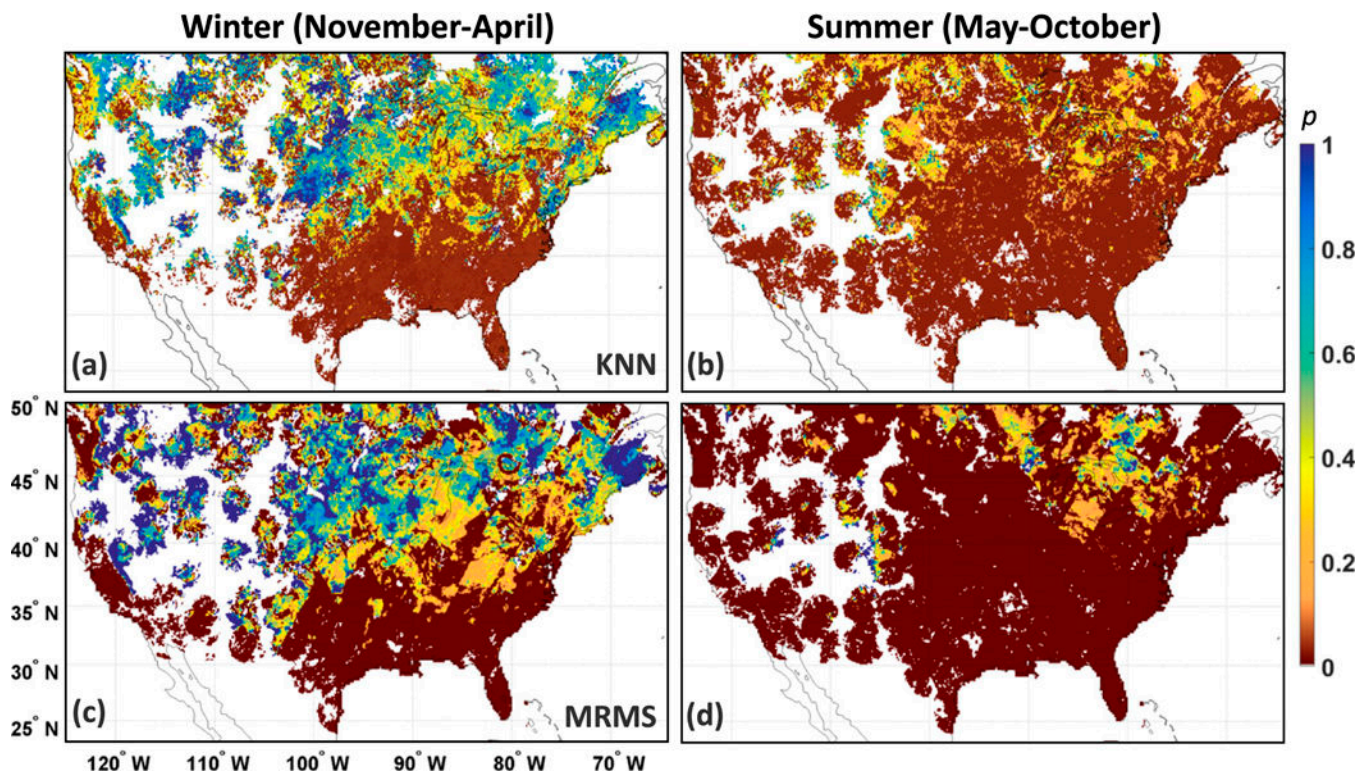 Winter (November-April)
Summer (May-October)
(a)
KNN
(b)
p
1
0.8
0.6
0.4
0.2
0
50° N
45° N
40° N
35° N
30° N
25° N
(c)
MRMS
(d)
120° W
110° W
100° W
90° W
80° W
70° W